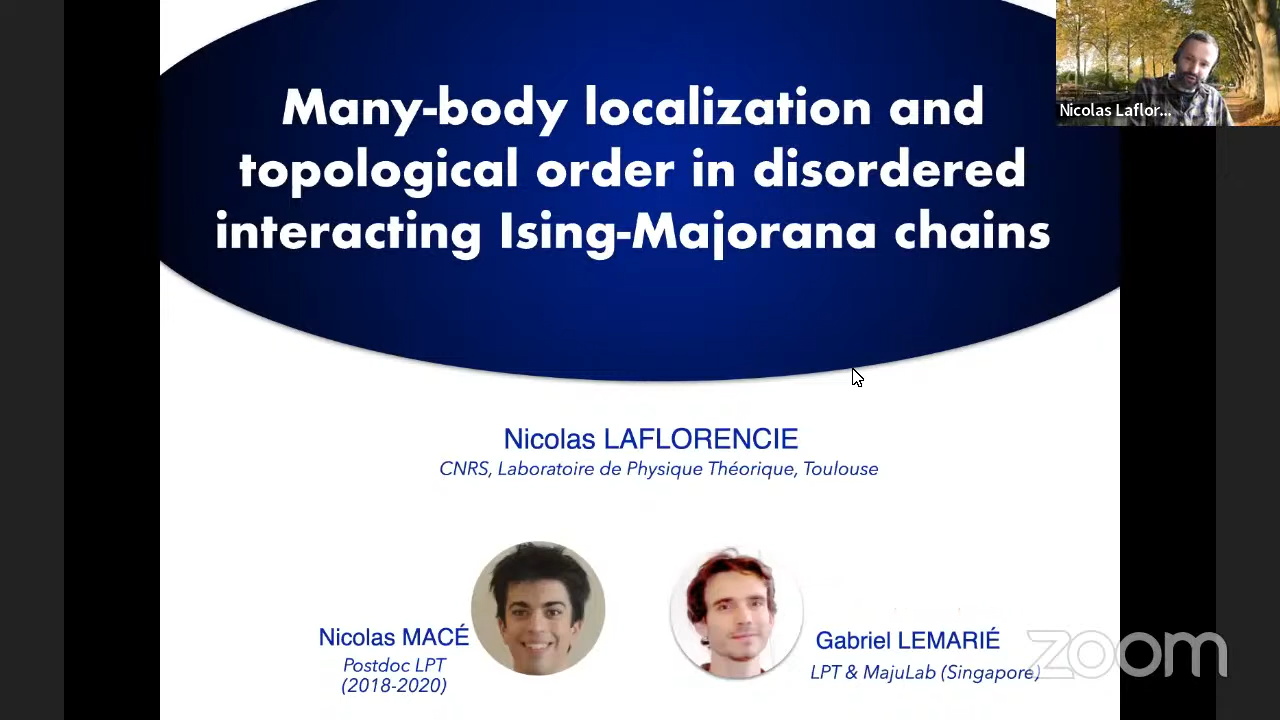 Many-body localization and
topological order in disordered
interacting Ising-Majorana chains
Nicolas Laflor...
Nicolas LAFLORENCIE
CNRS, Laboratoire de Physique Théorique, Toulouse
Nicolas MACÉ
Postdoc LPT
(2018-2020)
Gabriel LEMARIÉ
LPT & MajuLab (Singapore)
zoom